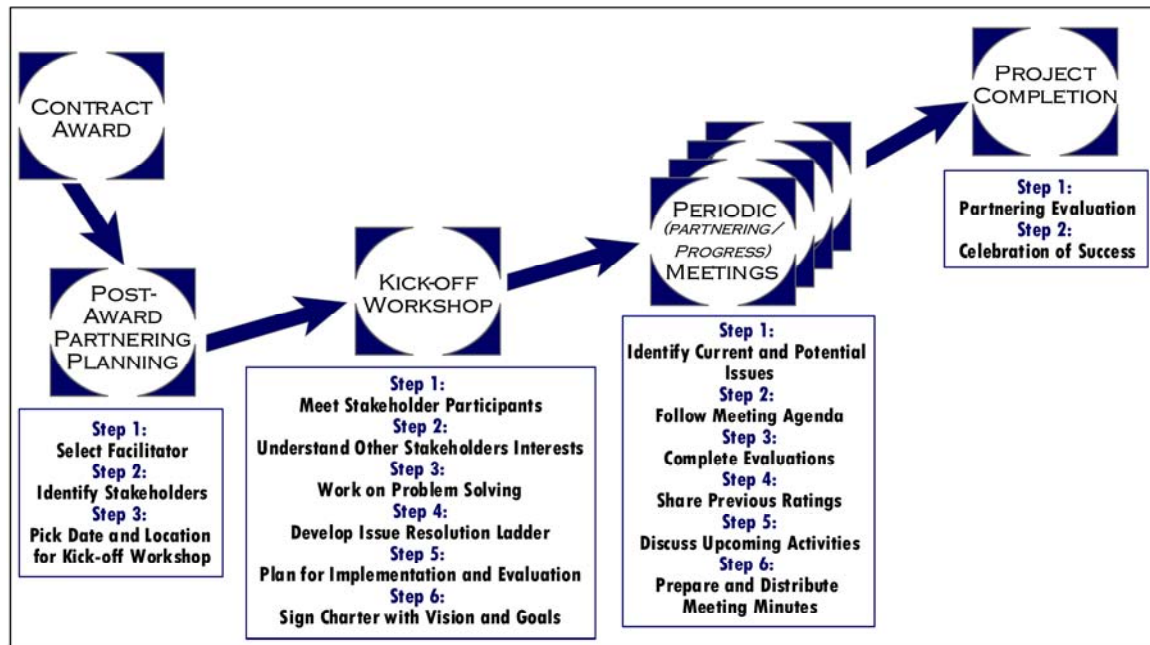 CONTRACT
AWARD
POST-
AWARD
PARTNERING
PLANNING
Step 1:
Select Facilitator
Step 2:
Identify Stakeholders
Step 3:
Pick Date and Location
for Kick-off Workshop
KICK-OFF
WORKSHOP
Step 1:
Meet Stakeholder Participants
Step 2:
Understand Other Stakeholders Interests
Step 3:
Work on Problem Solving
Step 4:
Develop Issue Resolution Ladder
Step 5:
Plan for Implementation and Evaluation
Step 6:
Sign Charter with Vision and Goals
PERIODIC
(PARTNERING/
PROGRESS)
MEETINGS
Step 1:
Identify Current and Potential
Issues
Step 2:
Follow Meeting Agenda
Step 3:
Complete Evaluations
Step 4:
Share Previous Ratings
Step 5:
Discuss Upcoming Activities
Step 6:
Prepare and Distribute
Meeting Minutes
PROJECT
COMPLETION
Step 1:
Partnering Evaluation
Step 2:
Celebration of Success